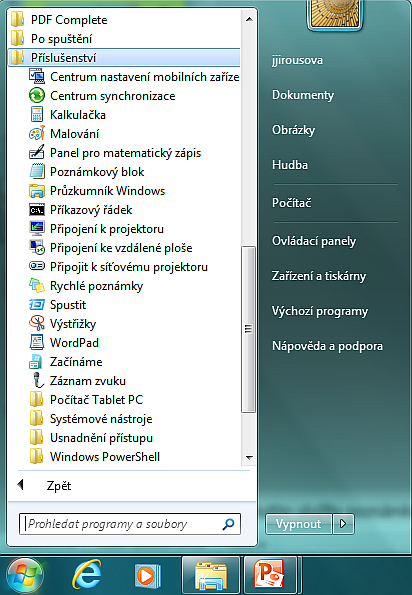 PDF Complete
Po spuštění
Příslušenství
Centrum nastavení mobilních zaříze
Centrum synchronizace
Kalkulačka
Malování
Panel pro matematický zápis
Poznámkový blok
Průzkumník Windows
Příkazový řádek
Připojení k projektoru
Připojení ke vzdálené ploše
Připojit k síťovému projektoru
Rychlé poznámky
Spustit
Výstřižky
WordPad
Začínáme
Záznam zvuku
Počítač Tablet PC
Systémové nástroje
Usnadnění přístupu
Windows PowerShell
Zpět
Prohledat programy a soubory
jjirousova
Dokumenty
Obrázky
Hudba
Počítač
Ovládací panely
Zařízení a tiskárny
Výchozí programy
Nápověda a podpora
Vypnout